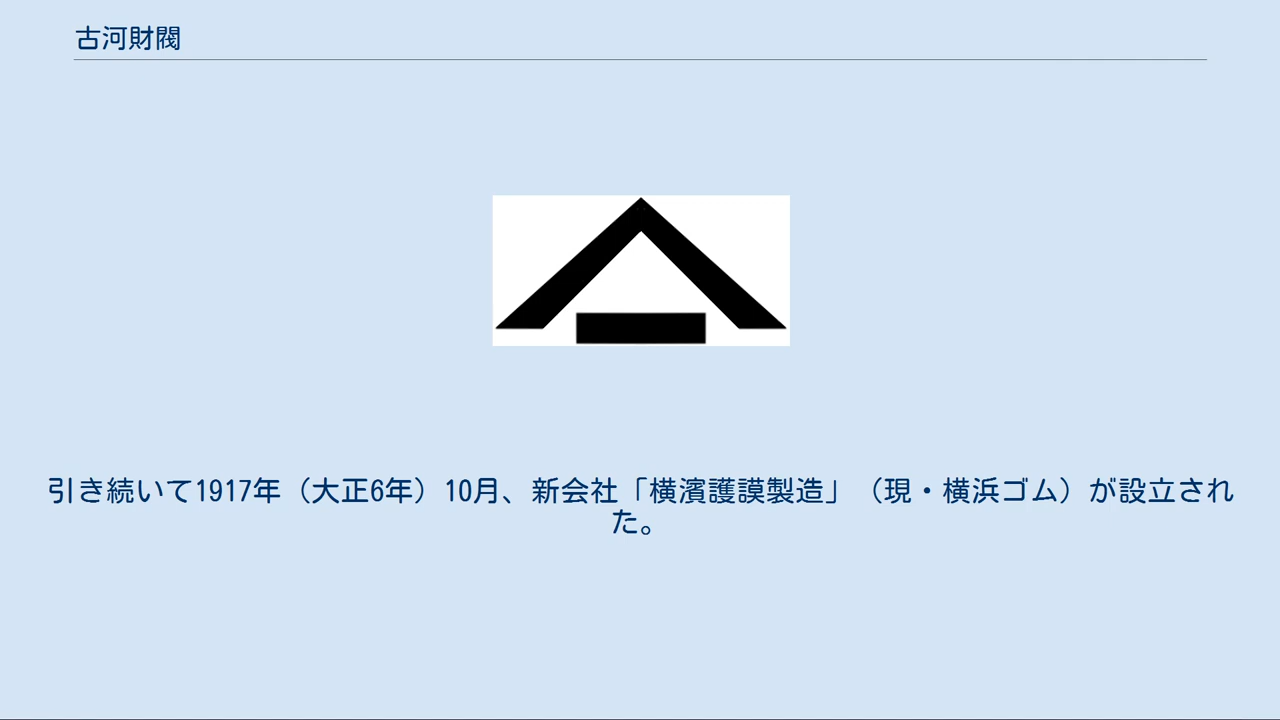 古河財閥
引き続いて1917年（大正6年）10月、新会社「横濱護謨製造」（現・横浜ゴム）が設立され
た。